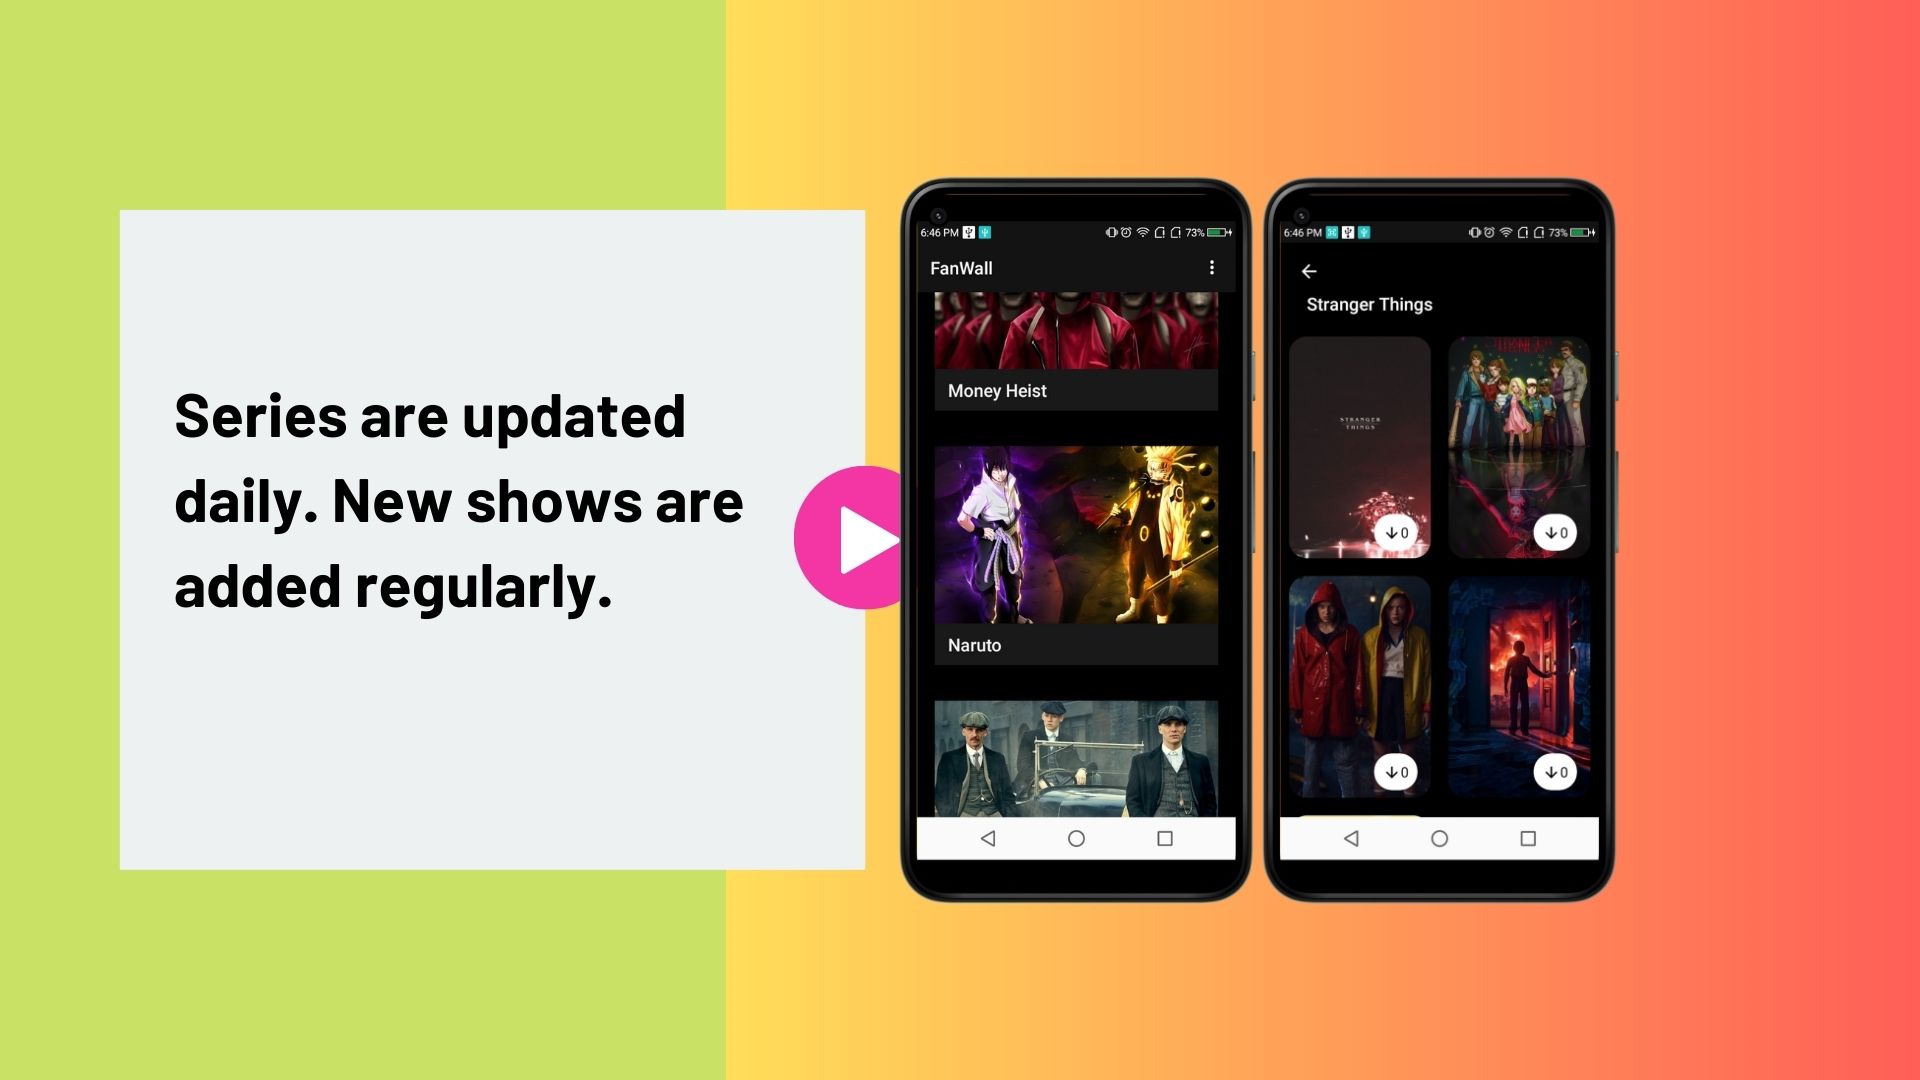 Series are updated
daily. New shows are
added regularly.
6:46 PM
73%
FanWall
Money Heist
Naruto
6:46 PM
73%
Stranger Things
STRANGER
THINGS
0
0
0
0